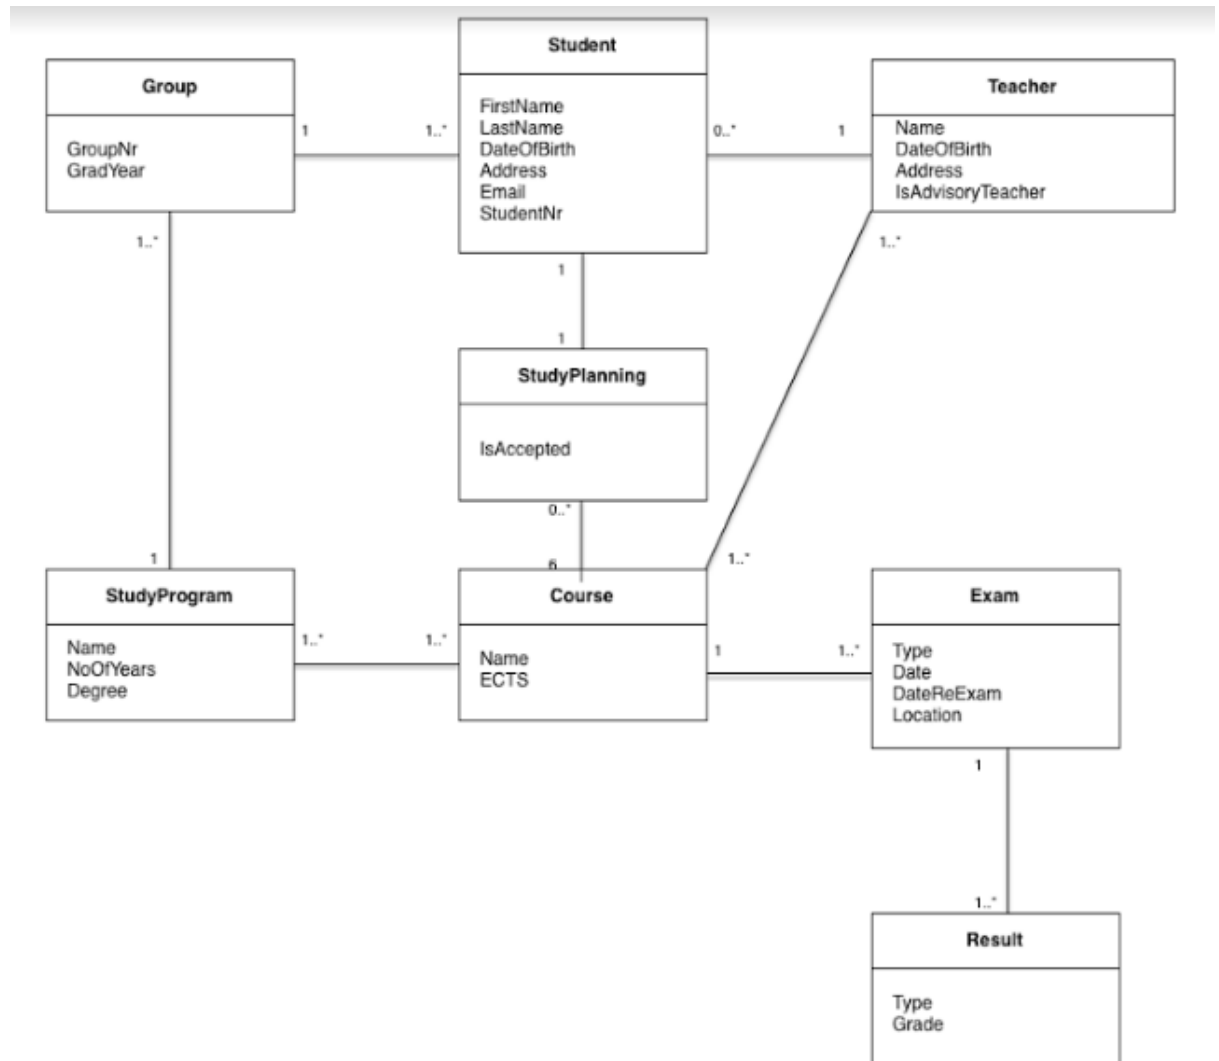 Student
FirstName
LastName
DateOfBirth
Address
Email
StudentNr
Group
GroupNr
GradYear
Teacher
Name
DateOfBirth
Address
IsAdvisoryTeacher
1
1..*
0..*
1
1..*
1..*
1
1
StudyPlanning
IsAccepted
0..*
6
1
1..*
StudyProgram
Name
NoOfYears
Degree
1..*
1..*
Course
Name
ECTS
1
1..*
Exam
Type
Date
DateReExam
Location
1
1..*
Result
Type
Grade